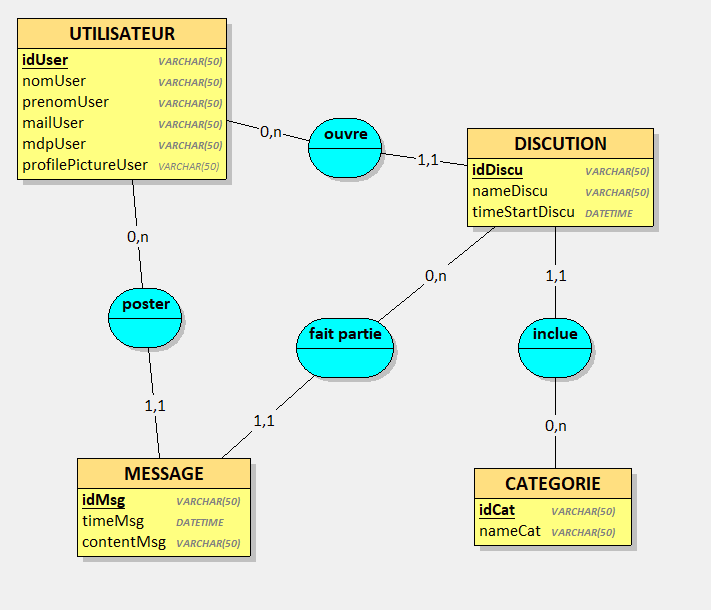 UTILISATEUR
idUser VARCHAR(50)
nomUser VARCHAR(50)
prenomUser VARCHAR(50)
mailUser VARCHAR(50)
mdpUser VARCHAR(50)
profilePictureUser VARCHAR(50)
0,n
ouvre
1,1
DISCUTION
idDiscu VARCHAR(50)
nameDiscu VARCHAR(50)
timeStartDiscu DATETIME
0,n
poster
1,1
0,n
fait partie
1,1
1,1
inclue
0,n
MESSAGE
idMsg VARCHAR(50)
timeMsg DATETIME
contentMsg VARCHAR(50)
CATEGORIE
idCat VARCHAR(50)
nameCat VARCHAR(50)